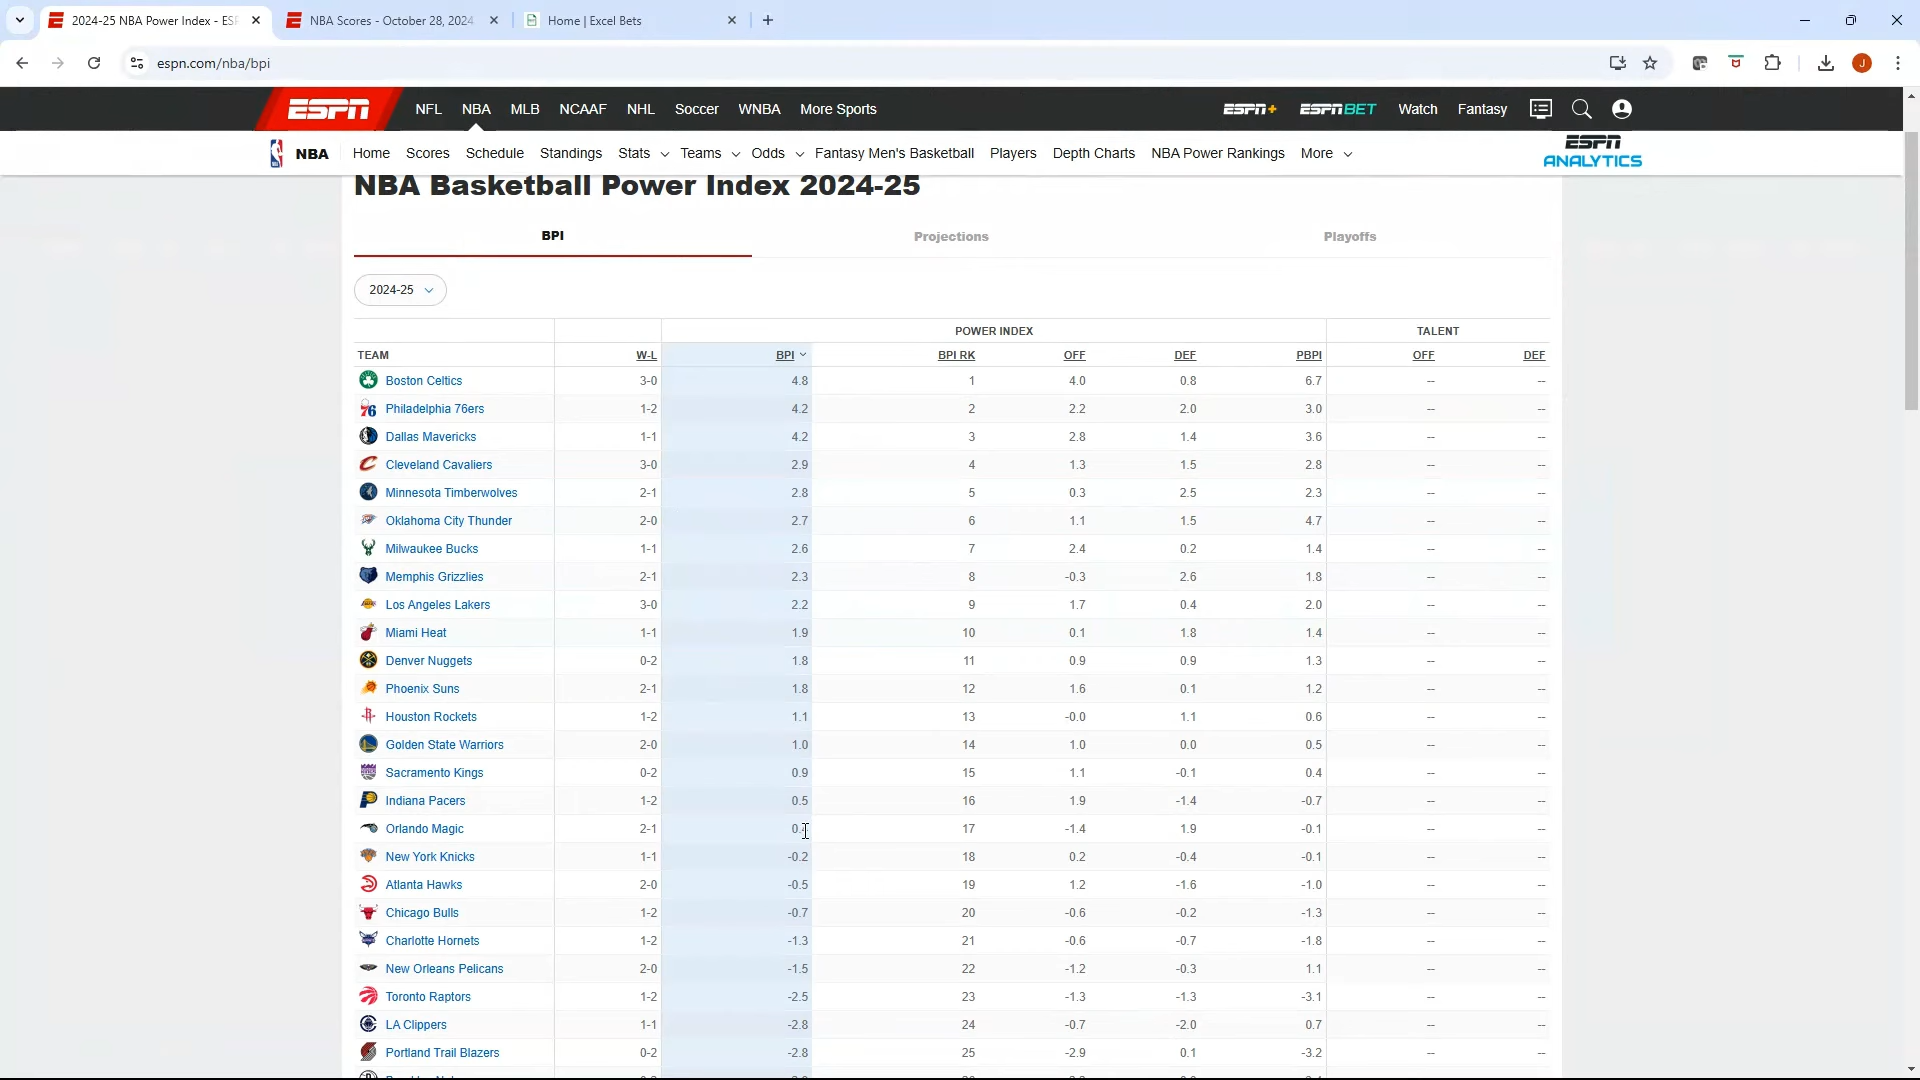 2024-25 NBA Power Index - ESP
NBA Scores - October 28, 2024
Home | Excel Bets
espn.com/nba/bpi
J
ESPN NFL NBA MLB NCAAF NHL Soccer WNBA More Sports ESPN+ ESPN BET Watch Fantasy
NBA Home Scores Schedule Standings Stats Teams Odds Fantasy Men's Basketball Players Depth Charts NBA Power Rankings More ESPN ANALYTICS
NBA Basketball Power Index 2024-25
BPI Projections Playoffs
2024-25
POWER INDEX TALENT
TEAM W-L BPI BPI RK OFF DEF PBPI OFF DEF
Boston Celtics 3-0 4.8 1 4.0 0.8 6.7 -- --
76 Philadelphia 76ers 1-2 4.2 2 2.2 2.0 3.0 -- --
Dallas Mavericks 1-1 4.2 3 2.8 1.4 3.6 -- --
Cleveland Cavaliers 3-0 2.9 4 1.3 1.5 2.8 -- --
Minnesota Timberwolves 2-1 2.8 5 0.3 2.5 2.3 -- --
Oklahoma City Thunder 2-0 2.7 6 1.1 1.5 4.7 -- --
Milwaukee Bucks 1-1 2.6 7 2.4 0.2 1.4 -- --
Memphis Grizzlies 2-1 2.3 8 -0.3 2.6 1.8 -- --
Los Angeles Lakers 3-0 2.2 9 1.7 0.4 2.0 -- --
Miami Heat 1-1 1.9 10 0.1 1.8 1.4 -- --
Denver Nuggets 0-2 1.8 11 0.9 0.9 1.3 -- --
Phoenix Suns 2-1 1.8 12 1.6 0.1 1.2 -- --
Houston Rockets 1-2 1.1 13 -0.0 1.1 0.6 -- --
Golden State Warriors 2-0 1.0 14 1.0 0.0 0.5 -- --
Sacramento Kings 0-2 0.9 15 1.1 -0.1 0.4 -- --
Indiana Pacers 1-2 0.5 16 1.9 -1.4 -0.7 -- --
Orlando Magic 2-1 17 -1.4 1.9 -0.1 -- --
New York Knicks 1-1 -0.2 18 0.2 -0.4 -0.1 -- --
Atlanta Hawks 2-0 -0.5 19 1.2 -1.6 -1.0 -- --
Chicago Bulls 1-2 -0.7 20 -0.6 -0.2 -1.3 -- --
Charlotte Hornets 1-2 -1.3 21 -0.6 -0.7 -1.8 -- --
New Orleans Pelicans 2-0 -1.5 22 -1.2 -0.3 1.1 -- --
Toronto Raptors 1-2 -2.5 23 -1.3 -1.3 -3.1 -- --
LA Clippers 1-1 -2.8 24 -0.7 -2.0 0.7 -- --
Portland Trail Blazers 0-2 -2.8 25 -2.9 0.1 -3.2 -- --